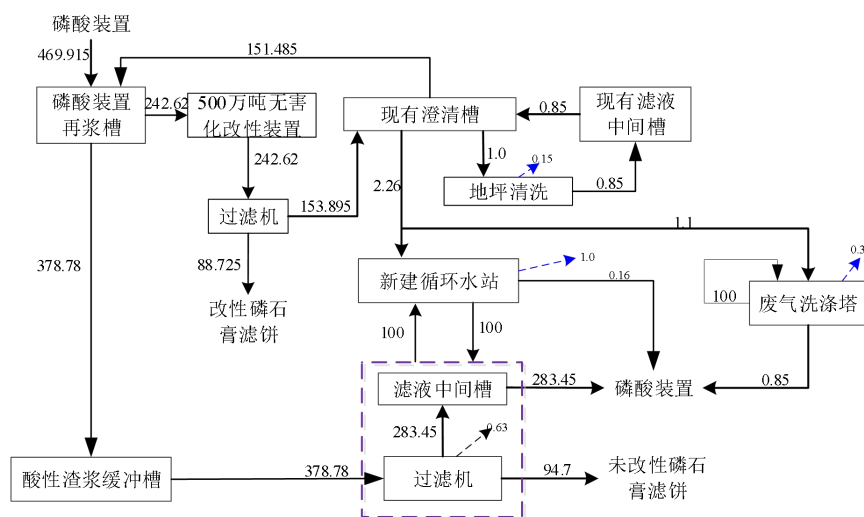 磷酸装置
469.915
151.485
磷酸装置
再浆槽
242.62
500万吨无害
化改性装置
现有澄清槽
0.85
现有滤液
中间槽
242.62
1.0
0.15
地坪清洗
0.85
2.26
过滤机
153.895
1.1
378.78
88.725
新建循环水站
1.0
0.16
0.3
100
废气洗涤塔
改性磷石
膏滤饼
100
100
滤液中间槽
283.45
磷酸装置
0.85
283.45
0.63
酸性渣浆缓冲槽
378.78
过滤机
94.7
未改性磷石
膏滤饼